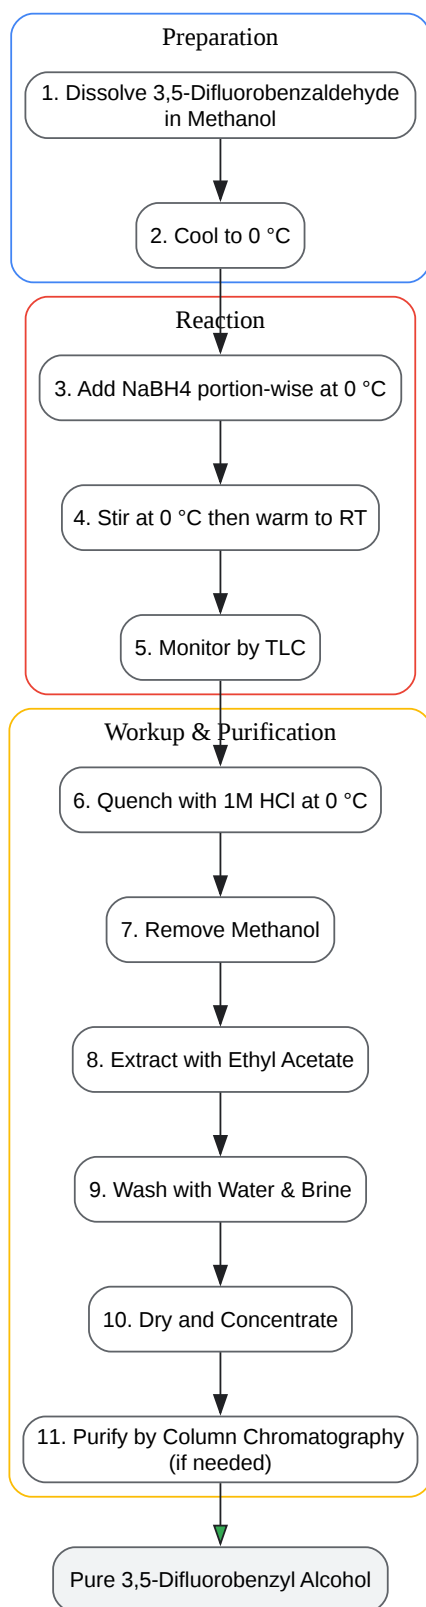 Preparation
1. Dissolve 3,5-Difluorobenzaldehyde
in Methanol
2. Cool to 0 °C
Reaction
3. Add NaBH4 portion-wise at 0 °C
4. Stir at 0 °C then warm to RT
5. Monitor by TLC
Workup & Purification
6. Quench with 1M HCl at 0 °C
7. Remove Methanol
8. Extract with Ethyl Acetate
9. Wash with Water & Brine
10. Dry and Concentrate
11. Purify by Column Chromatography
(if needed)
Pure 3,5-Difluorobenzyl Alcohol